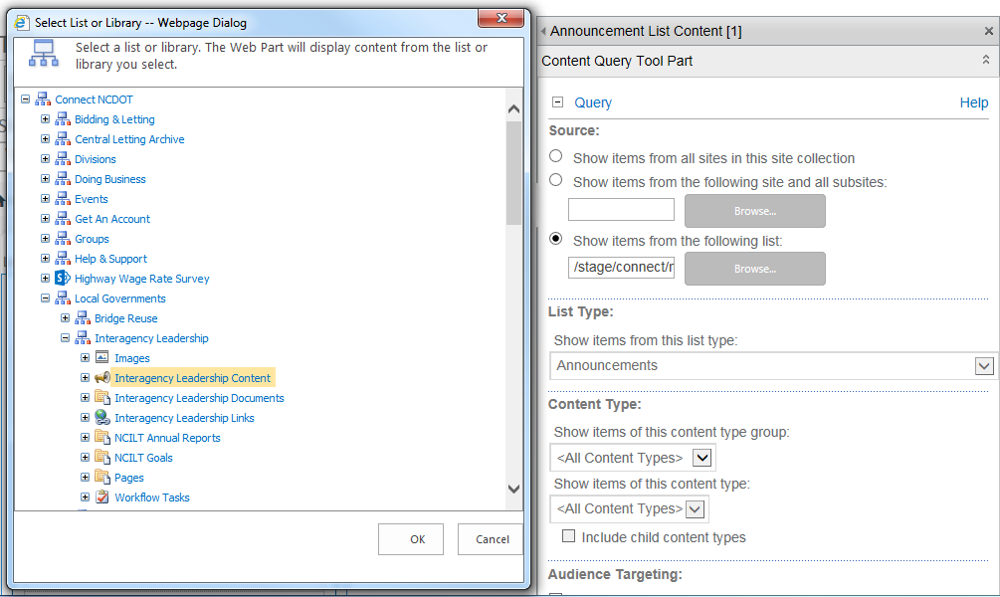 Select List or Library -- Webpage Dialog
Select a list or library. The Web Part will display content from the list or
library you select.
Connect NCDOT
Bidding & Letting
Central Letting Archive
Divisions
Doing Business
Events
Get An Account
Groups
Help & Support
Highway Wage Rate Survey
Local Governments
Bridge Reuse
Interagency Leadership
Images
Interagency Leadership Content
Interagency Leadership Documents
Interagency Leadership Links
NCILT Annual Reports
NCILT Goals
Pages
Workflow Tasks
OK
Cancel
Announcement List Content [1]
Content Query Tool Part
Query
Help
Source:
Show items from all sites in this site collection
Show items from the following site and all subsites:
Browse...
Show items from the following list:
/stage/connect/
Browse...
List Type:
Show items from this list type:
Announcements
Content Type:
Show items of this content type group:
<All Content Types>
Show items of this content type:
<All Content Types>
Include child content types
Audience Targeting: